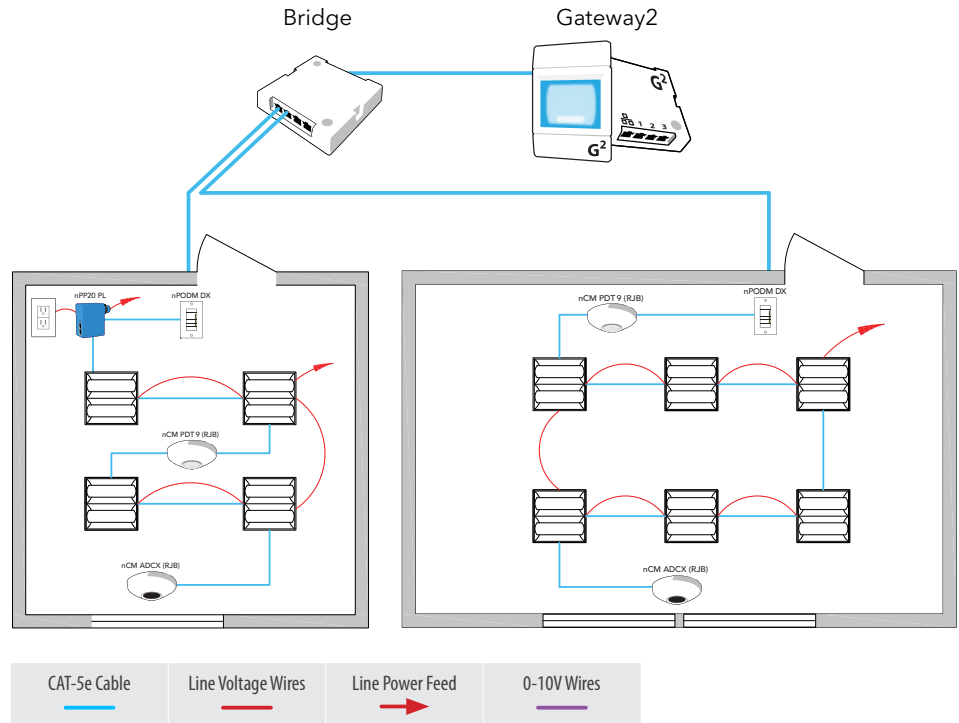 Bridge
Gateway2
G2
1 2 3
G2
nPP20 PL
nPODM DX
nCM PDT 9 (RJB)
nPODM DX
nCM PDT 9 (RJB)
nCM ADCX (RJB)
nCM ADCX (RJB)
CAT-5e Cable
Line Voltage Wires
Line Power Feed
0-10V Wires